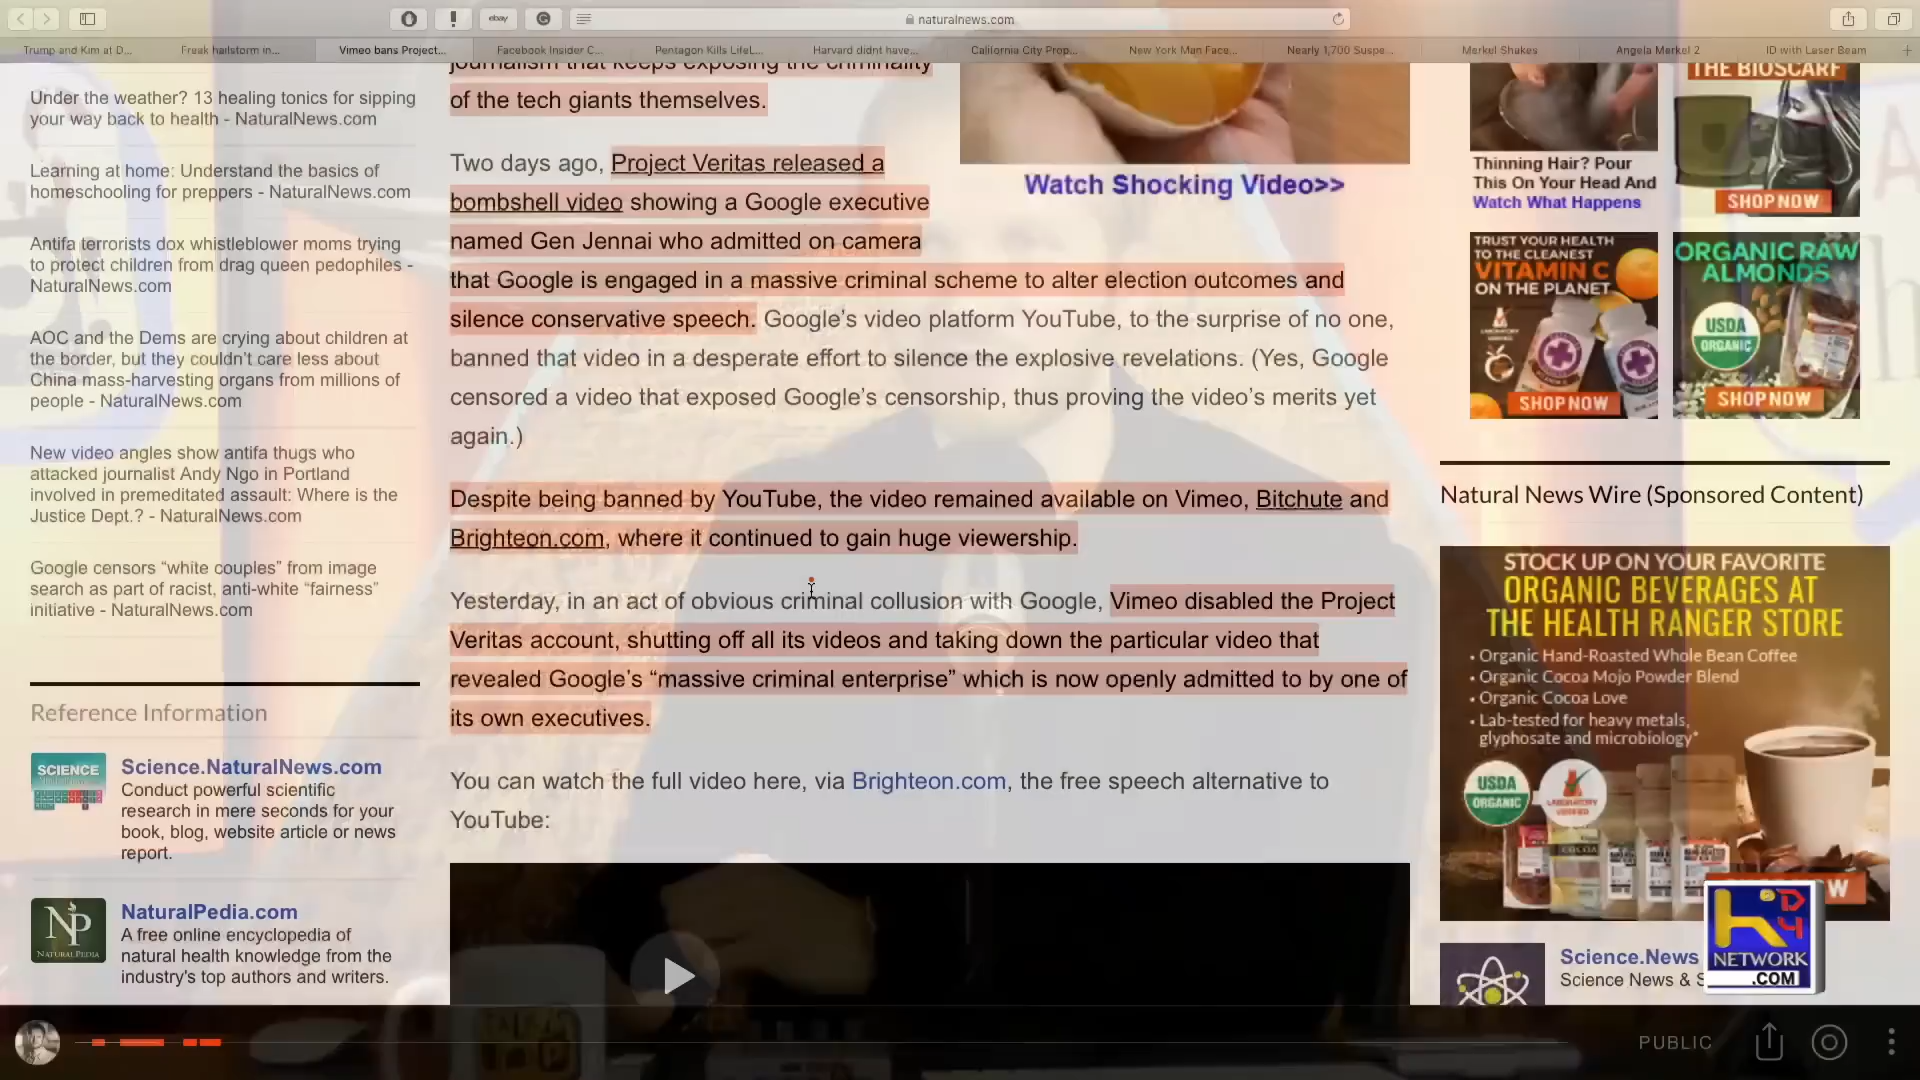 ebay
naturalnews.com
Trump and Kim at D...
Freak hailstorm in...
Vimeo bans Project...
Facebook Insider C...
Pentagon Kills LifeL...
Harvard didnt have...
California City Prop...
New York Man Face...
Nearly 1,700 Suspe...
Merkel Shakes
Angela Merkel 2
ID with Laser Beam
Under the weather? 13 healing tonics for sipping
your way back to health - NaturalNews.com
Learning at home: Understand the basics of
homeschooling for preppers - NaturalNews.com
Antifa terrorists dox whistleblower moms trying
to protect children from drag queen pedophiles -
NaturalNews.com
AOC and the Dems are crying about children at
the border, but they couldn't care less about
China mass-harvesting organs from millions of
people - NaturalNews.com
New video angles show antifa thugs who
attacked journalist Andy Ngo in Portland
involved in premeditated assault: Where is the
Justice Dept.? - NaturalNews.com
Google censors “white couples” from image
search as part of racist, anti-white “fairness”
initiative - NaturalNews.com
Reference Information
SCIENCE
Science.NaturalNews.com
Conduct powerful scientific
research in mere seconds for your
book, blog, website article or news
report.
NP
NATURALPEDIA
NaturalPedia.com
A free online encyclopedia of
natural health knowledge from the
industry's top authors and writers.
journalism that keeps exposing the criminality
of the tech giants themselves.
Two days ago, Project Veritas released a
bombshell video showing a Google executive
named Gen Jennai who admitted on camera
that Google is engaged in a massive criminal scheme to alter election outcomes and
silence conservative speech. Google’s video platform YouTube, to the surprise of no one,
banned that video in a desperate effort to silence the explosive revelations. (Yes, Google
censored a video that exposed Google’s censorship, thus proving the video’s merits yet
again.)
Despite being banned by YouTube, the video remained available on Vimeo, Bitchute and
Brighteon.com, where it continued to gain huge viewership.
Yesterday, in an act of obvious criminal collusion with Google, Vimeo disabled the Project
Veritas account, shutting off all its videos and taking down the particular video that
revealed Google’s “massive criminal enterprise” which is now openly admitted to by one of
its own executives.
You can watch the full video here, via Brighteon.com, the free speech alternative to
YouTube:
Watch Shocking Video>>
Thinning Hair? Pour
This On Your Head And
Watch What Happens
THE BIOSCARF
SHOP NOW
TRUST YOUR HEALTH
TO THE CLEANEST
VITAMIN C
ON THE PLANET
SHOP NOW
ORGANIC RAW
ALMONDS
USDA
ORGANIC
SHOP NOW
Natural News Wire (Sponsored Content)
STOCK UP ON YOUR FAVORITE
ORGANIC BEVERAGES AT
THE HEALTH RANGER STORE
• Organic Hand-Roasted Whole Bean Coffee
• Organic Cocoa Mojo Powder Blend
• Organic Cocoa Love
• Lab-tested for heavy metals,
glyphosate and microbiology*
USDA
ORGANIC
W
Science.News
Science News & S
NETWORK
.COM
PUBLIC